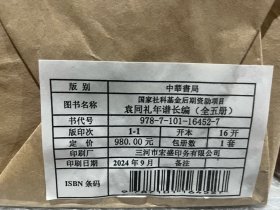 版 别 中華書局
国家社科基金后期资助项目
图书名称 袁同礼年谱长编（全五册）
书代号 978-7-101-16452-7
版印次 1-1 开本 16开
定价 980.00元 包册数 1套
印刷厂 三河市宏盛印务有限公司
印刷日期 2024年9月 备注
ISBN 条码